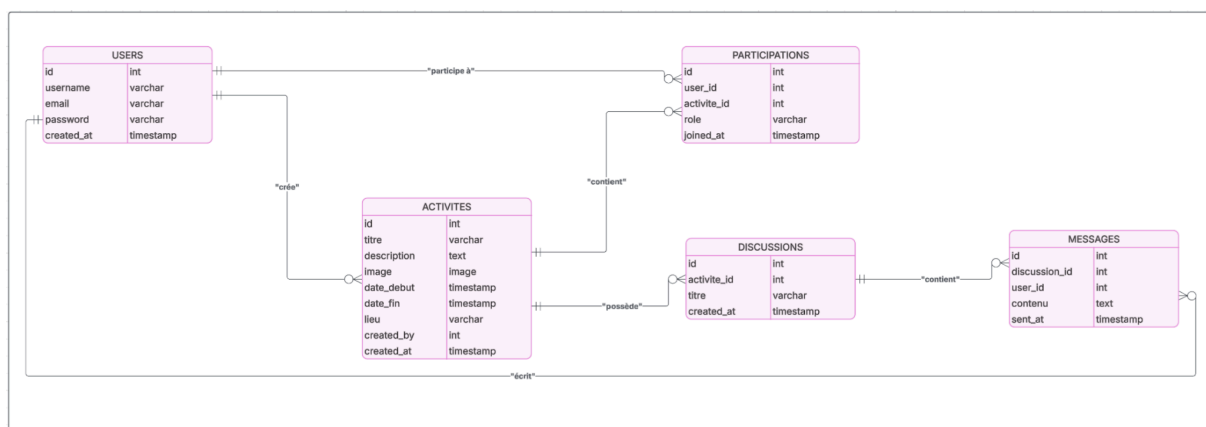 USERS
id int
username varchar
email varchar
password varchar
created_at timestamp
"participe à"
PARTICIPATIONS
id int
user_id int
activite_id int
role varchar
joined_at timestamp
"crée"
"contient"
ACTIVITES
id int
titre varchar
description text
image image
date_debut timestamp
date_fin timestamp
lieu varchar
created_by int
created_at timestamp
"possède"
DISCUSSIONS
id int
activite_id int
titre varchar
created_at timestamp
"contient"
MESSAGES
id int
discussion_id int
user_id int
contenu text
sent_at timestamp
"écrit"